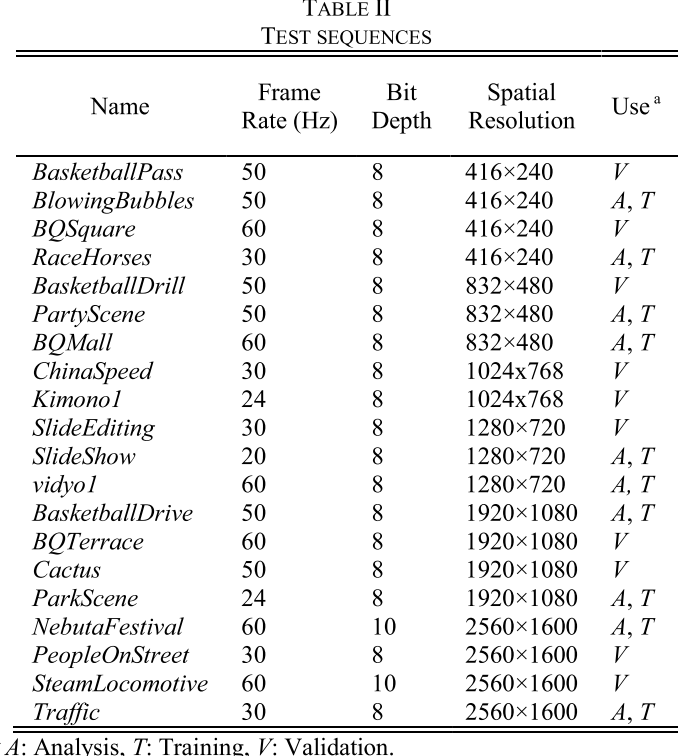 TABLE II
TEST SEQUENCES
Name Frame Rate (Hz) Bit Depth Spatial Resolution Use a
BasketballPass 50 8 416×240 V
BlowingBubbles 50 8 416×240 A, T
BQSquare 60 8 416×240 V
RaceHorses 30 8 416×240 A, T
BasketballDrill 50 8 832×480 V
PartyScene 50 8 832×480 A, T
BQMall 60 8 832×480 A, T
ChinaSpeed 30 8 1024x768 V
Kimono1 24 8 1024x768 V
SlideEditing 30 8 1280×720 V
SlideShow 20 8 1280×720 A, T
vidyo1 60 8 1280×720 A, T
BasketballDrive 50 8 1920×1080 A, T
BQTerrace 60 8 1920×1080 V
Cactus 50 8 1920×1080 V
ParkScene 24 8 1920×1080 A, T
NebutaFestival 60 10 2560×1600 A, T
PeopleOnStreet 30 8 2560×1600 V
SteamLocomotive 60 10 2560×1600 V
Traffic 30 8 2560×1600 A, T
A: Analysis, T: Training, V: Validation.